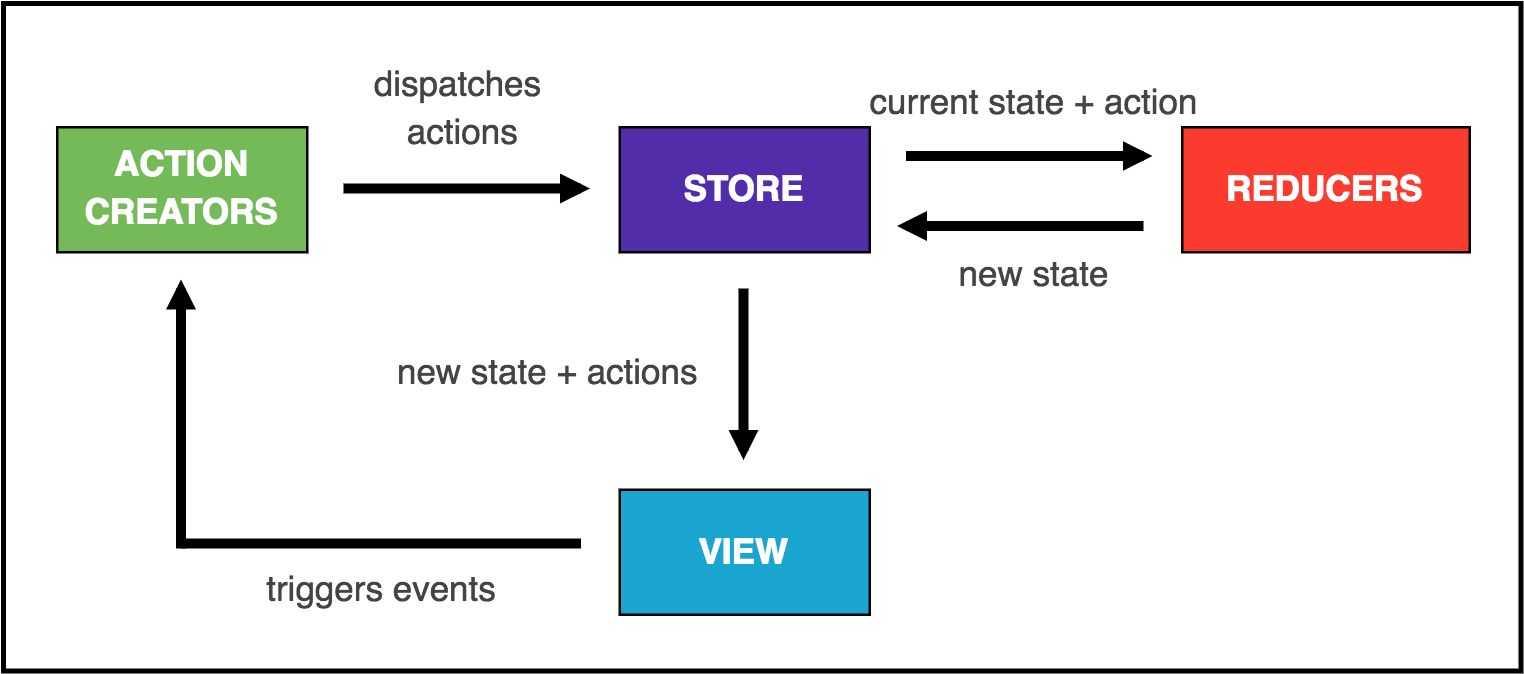 dispatches
actions
current state + action
ACTION
CREATORS
STORE
REDUCERS
new state
new state + actions
VIEW
triggers events